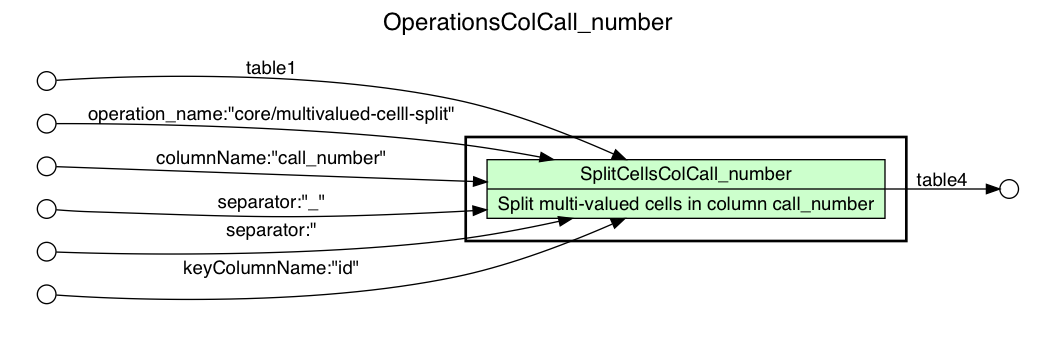 OperationsColCall_number
table1
operation_name:"core/multivalued-celll-split"
columnName:"call_number"
separator:"_"
separator:"
keyColumnName:"id"
SplitCellsColCall_number
Split multi-valued cells in column call_number
table4